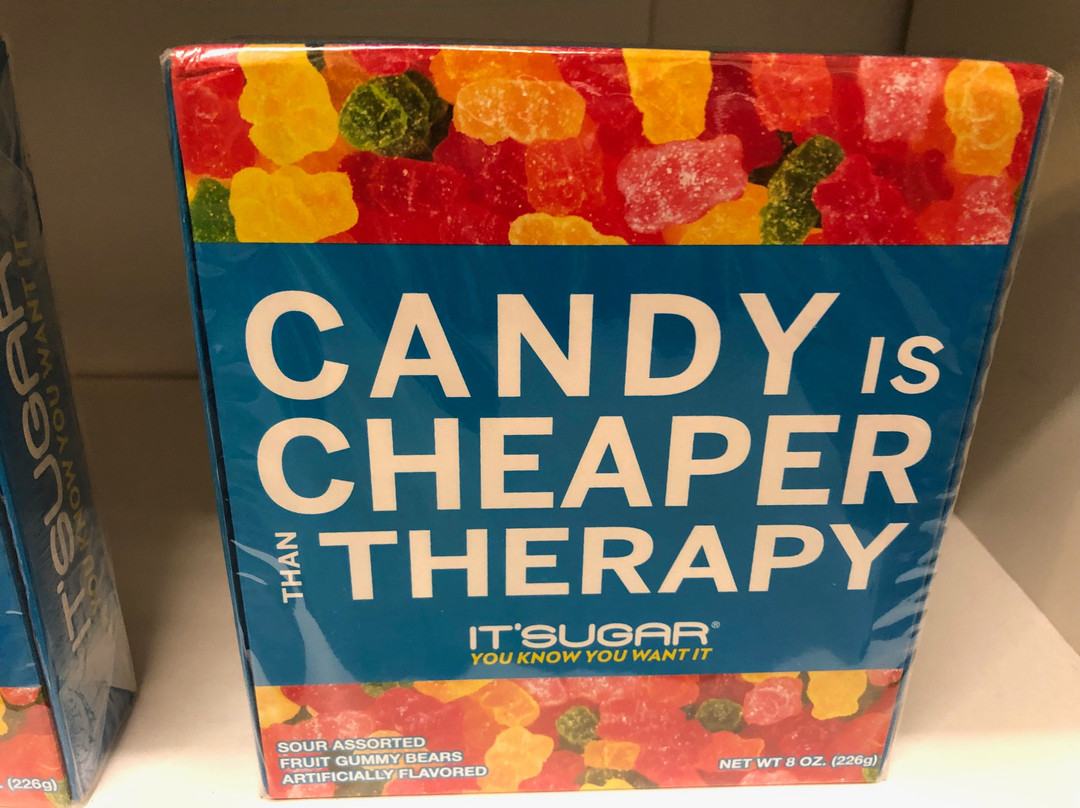 CANDY IS
CHEAPER
THAN THERAPY
IT'SUGAR®
YOU KNOW YOU WANT IT
SOUR ASSORTED
FRUIT GUMMY BEARS
ARTIFICIALLY FLAVORED
NET WT 8 OZ. (226g)
IT'SUGAR
YOU KNOW YOU WANT IT
. (226g)